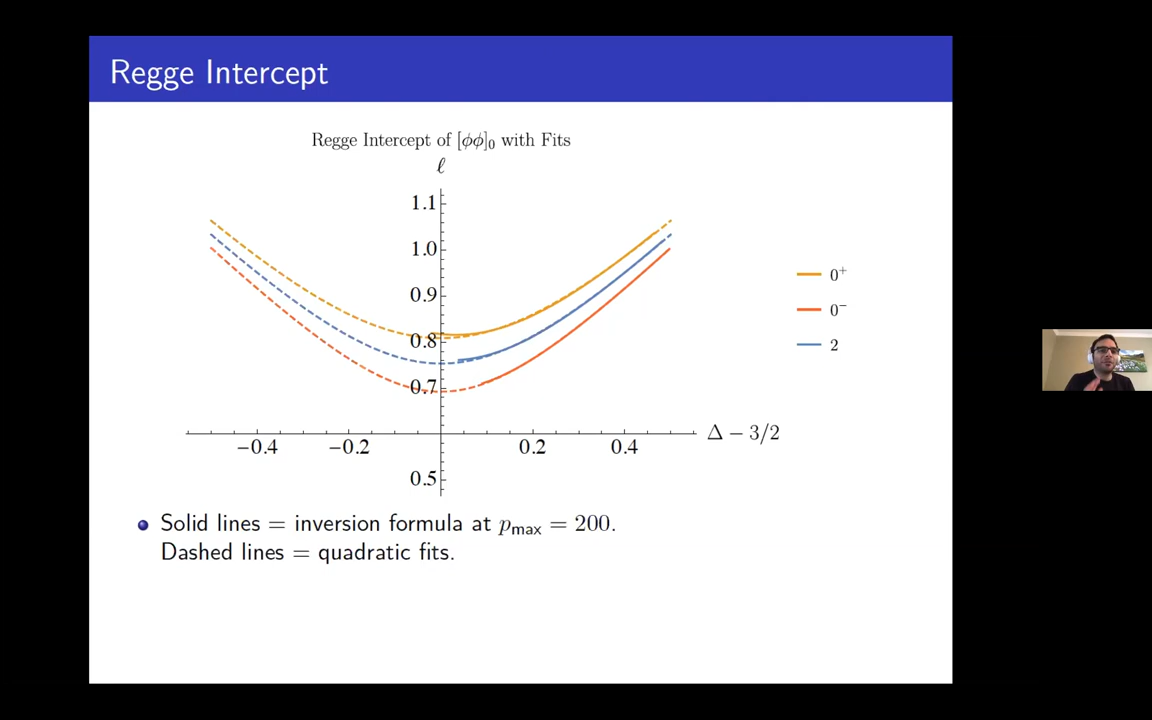 Regge Intercept
Regge Intercept of [ϕϕ]₀ with Fits
ℓ
1.1
1.0
0.9
0.8
0.7
0.5
−0.4
−0.2
0.2
0.4
Δ − 3/2
0⁺
0⁻
2
Solid lines = inversion formula at pmax = 200.
Dashed lines = quadratic fits.